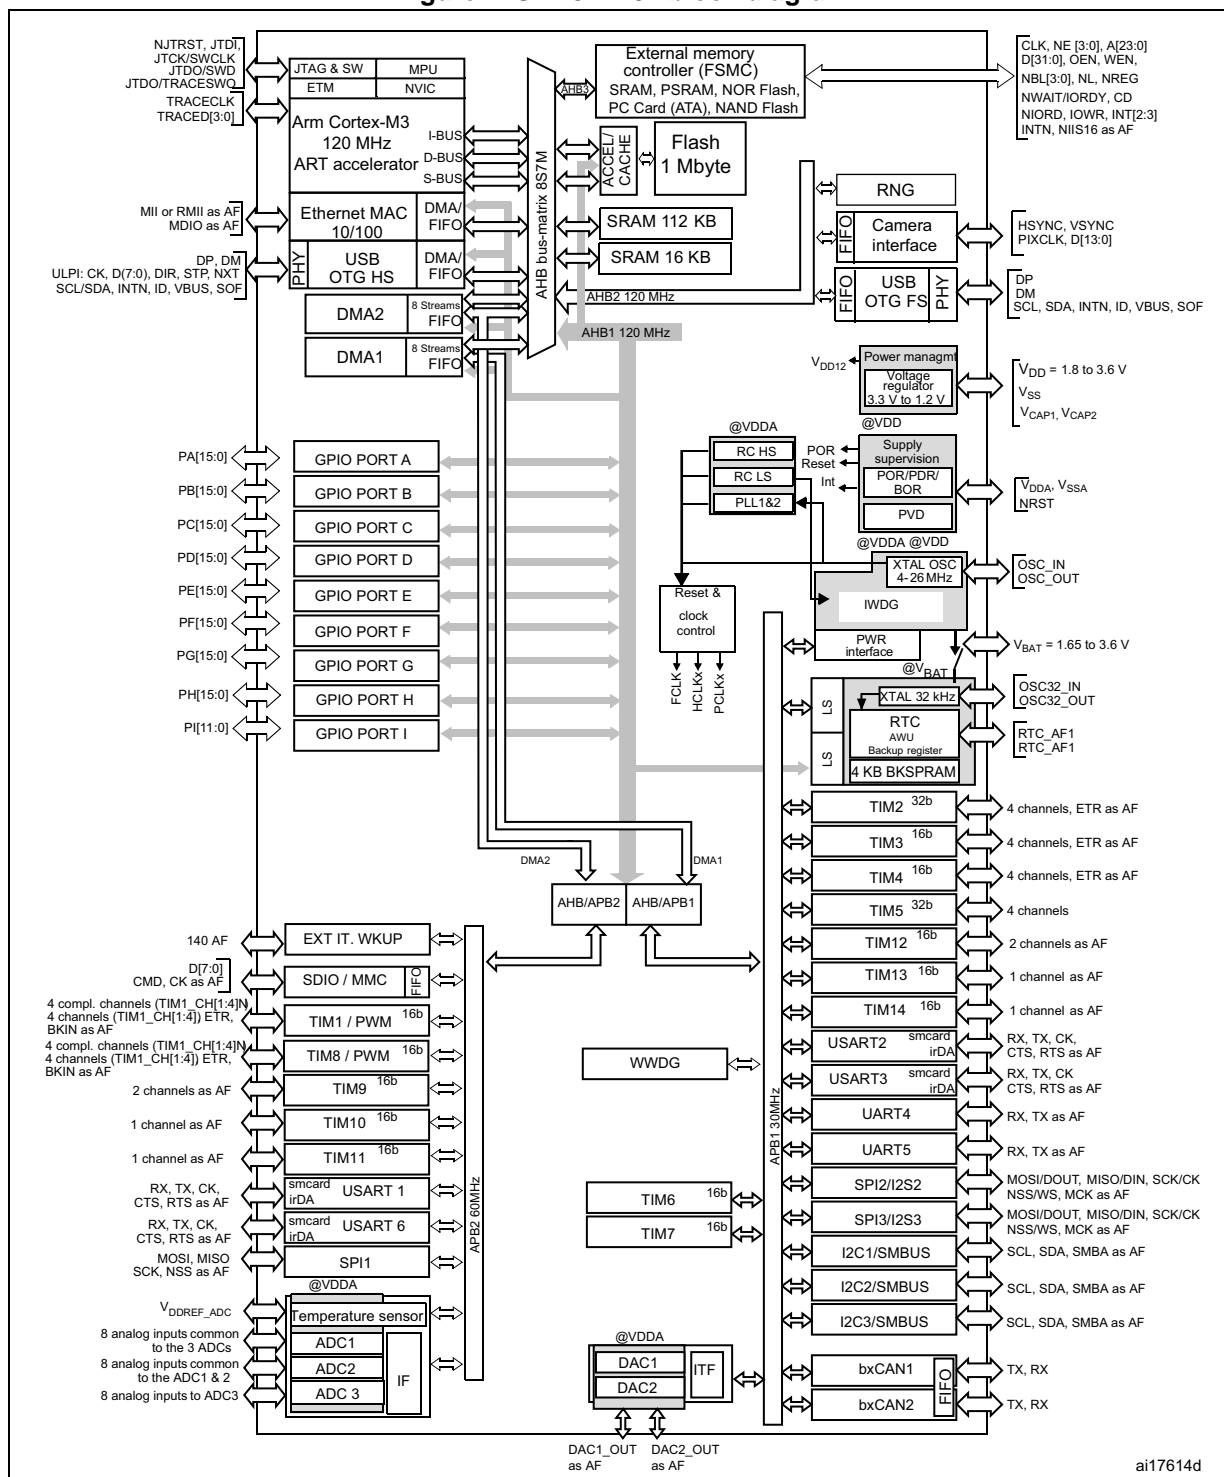 NJTRST, JTDI,
JTCK/SWCLK
JTDO/SWD
JTDO/TRACESWO
TRACECLK
TRACED[3:0]
JTAG & SW
MPU
ETM
NVIC
Arm Cortex-M3
120 MHz
ART accelerator
I-BUS
D-BUS
S-BUS
MII or RMII as AF
MDIO as AF
Ethernet MAC
10/100
DMA/
FIFO
DP, DM
ULPI: CK, D(7:0), DIR, STP, NXT
SCL/SDA, INTN, ID, VBUS, SOF
PHY
USB
OTG HS
DMA/
FIFO
DMA2
8 Streams
FIFO
DMA1
8 Streams
FIFO
AHB bus-matrix 8S7M
AHB3
External memory
controller (FSMC)
SRAM, PSRAM, NOR Flash,
PC Card (ATA), NAND Flash
CLK, NE [3:0], A[23:0]
D[31:0], OEN, WEN,
NBL[3:0], NL, NREG
NWAIT/IORDY, CD
NIORD, IOWR, INT[2:3]
INTN, NIIS16 as AF
ACCEL/
CACHE
Flash
1 Mbyte
SRAM 112 KB
SRAM 16 KB
AHB2 120 MHz
AHB1 120 MHz
RNG
FIFO
Camera
interface
HSYNC, VSYNC
PIXCLK, D[13:0]
FIFO
USB
OTG FS
PHY
DP
DM
SCL, SDA, INTN, ID, VBUS, SOF
VDD12
Power managmt
Voltage
regulator
3.3 V to 1.2 V
VDD = 1.8 to 3.6 V
VSS
VCAP1, VCAP2
@VDD
@VDDA
RC HS
RC LS
PLL1&2
POR
Reset
Int
Supply
supervision
POR/PDR/
BOR
PVD
VDDA, VSSA
NRST
@VDDA @VDD
XTAL OSC
4-26 MHz
OSC_IN
OSC_OUT
IWDG
PWR
interface
VBAT = 1.65 to 3.6 V
@VBAT
Reset &
clock
control
FCLK
HCLKx
PCLKx
LS
LS
XTAL 32 kHz
OSC32_IN
OSC32_OUT
RTC
AWU
Backup register
RTC_AF1
RTC_AF1
4 KB BKSPRAM
PA[15:0]
GPIO PORT A
PB[15:0]
GPIO PORT B
PC[15:0]
GPIO PORT C
PD[15:0]
GPIO PORT D
PE[15:0]
GPIO PORT E
PF[15:0]
GPIO PORT F
PG[15:0]
GPIO PORT G
PH[15:0]
GPIO PORT H
PI[11:0]
GPIO PORT I
DMA2
DMA1
AHB/APB2
AHB/APB1
TIM2 32b
4 channels, ETR as AF
TIM3 16b
4 channels, ETR as AF
TIM4 16b
4 channels, ETR as AF
TIM5 32b
4 channels
TIM12 16b
2 channels as AF
TIM13 16b
1 channel as AF
TIM14 16b
1 channel as AF
USART2
smcard
irDA
RX, TX, CK,
CTS, RTS as AF
USART3
smcard
irDA
RX, TX, CK
CTS, RTS as AF
UART4
RX, TX as AF
UART5
RX, TX as AF
SPI2/I2S2
MOSI/DOUT, MISO/DIN, SCK/CK
NSS/WS, MCK as AF
SPI3/I2S3
MOSI/DOUT, MISO/DIN, SCK/CK
NSS/WS, MCK as AF
I2C1/SMBUS
SCL, SDA, SMBA as AF
I2C2/SMBUS
SCL, SDA, SMBA as AF
I2C3/SMBUS
SCL, SDA, SMBA as AF
bxCAN1
TX, RX
bxCAN2
TX, RX
FIFO
APB1 30MHz
WWDG
TIM6 16b
TIM7 16b
@VDDA
DAC1
DAC2
ITF
DAC1_OUT
as AF
DAC2_OUT
as AF
140 AF
EXT IT. WKUP
D[7:0]
CMD, CK as AF
SDIO / MMC
FIFO
4 compl. channels (TIM1_CH[1:4]N
4 channels (TIM1_CH[1:4]) ETR,
BKIN as AF
TIM1 / PWM 16b
4 compl. channels (TIM1_CH[1:4]N
4 channels (TIM1_CH[1:4]) ETR,
BKIN as AF
TIM8 / PWM 16b
2 channels as AF
TIM9 16b
1 channel as AF
TIM10 16b
1 channel as AF
TIM11 16b
RX, TX, CK,
CTS, RTS as AF
smcard
irDA
USART 1
RX, TX, CK,
CTS, RTS as AF
smcard
irDA
USART 6
MOSI, MISO
SCK, NSS as AF
SPI1
APB2 60MHz
@VDDA
VDDREF_ADC
Temperature sensor
8 analog inputs common
to the 3 ADCs
ADC1
8 analog inputs common
to the ADC1 & 2
ADC2
8 analog inputs to ADC3
ADC 3
IF
ai17614d